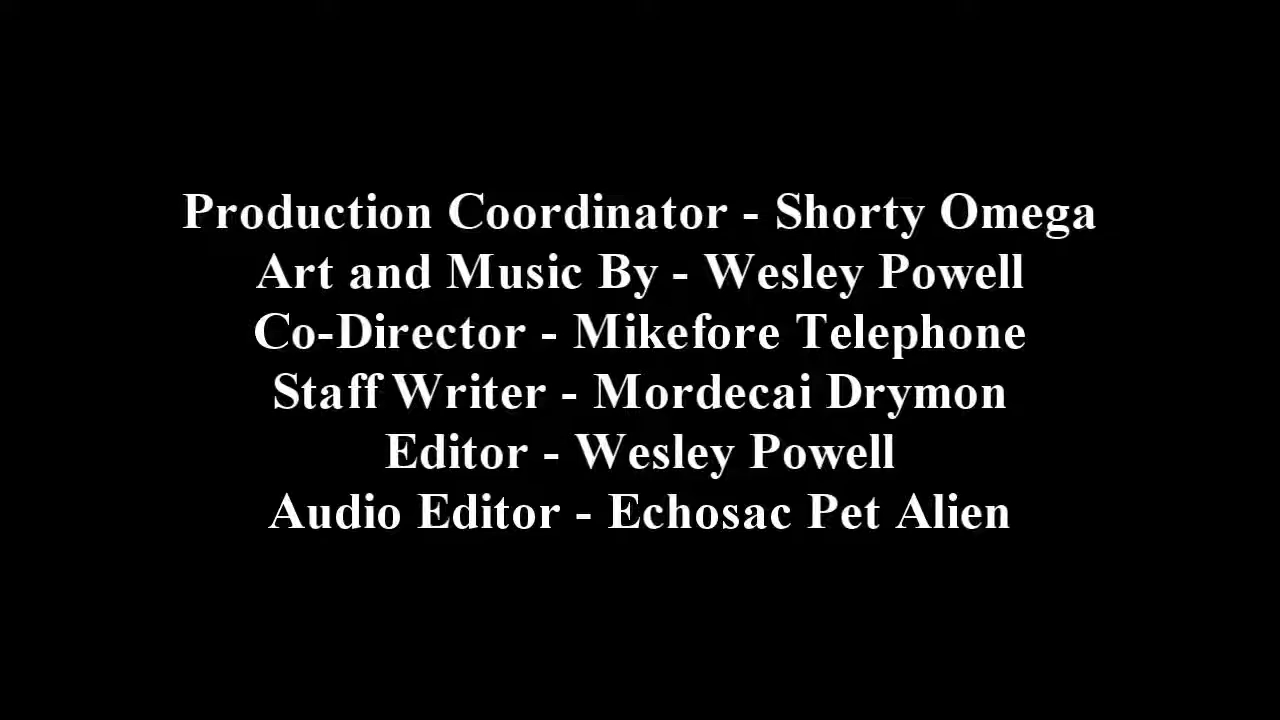 Production Coordinator - Shorty Omega
Art and Music By - Wesley Powell
Co-Director - Mikefore Telephone
Staff Writer - Mordecai Drymon
Editor - Wesley Powell
Audio Editor - Echosac Pet Alien